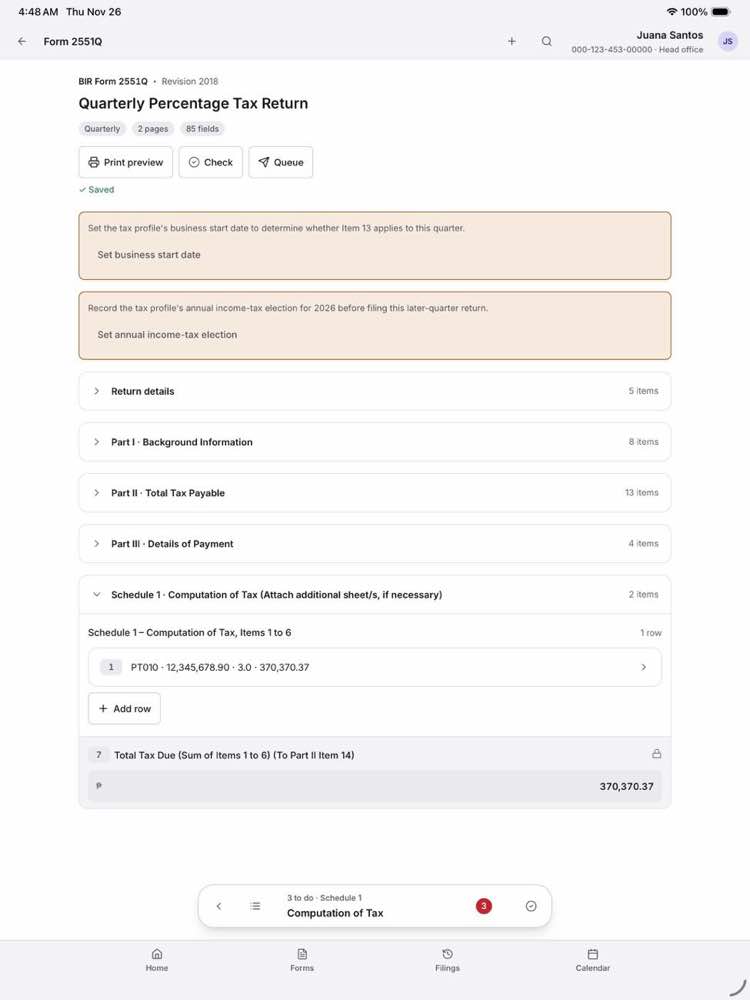 4:48 AM Thu Nov 26
100%
Form 2551Q
Juana Santos
000-123-453-00000 · Head office
JS
BIR Form 2551Q • Revision 2018
Quarterly Percentage Tax Return
Quarterly
2 pages
85 fields
Print preview
Check
Queue
Saved
Set the tax profile's business start date to determine whether Item 13 applies to this quarter.
Set business start date
Record the tax profile's annual income-tax election for 2026 before filing this later-quarter return.
Set annual income-tax election
Return details
5 items
Part I · Background Information
8 items
Part II · Total Tax Payable
13 items
Part III · Details of Payment
4 items
Schedule 1 · Computation of Tax (Attach additional sheet/s, if necessary)
2 items
Schedule 1 – Computation of Tax, Items 1 to 6
1 row
1
PT010 · 12,345,678.90 · 3.0 · 370,370.37
Add row
7
Total Tax Due (Sum of Items 1 to 6) (To Part II Item 14)
₱
370,370.37
3 to do · Schedule 1
Computation of Tax
3
Home
Forms
Filings
Calendar